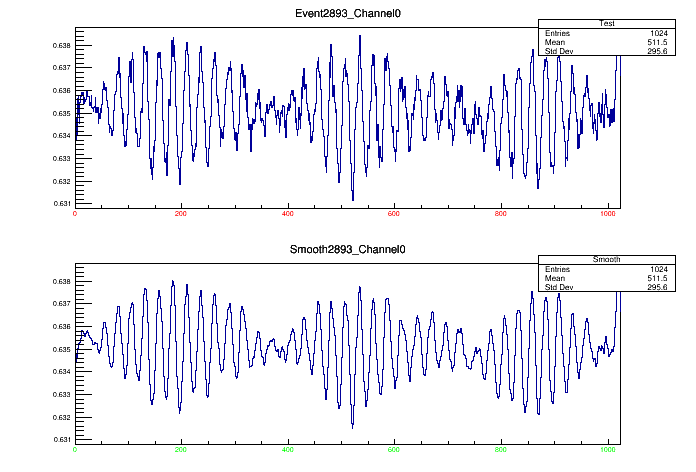 Event2893_Channel0
Test
Entries 1024
Mean 511.5
Std Dev 295.6
0.638
0.637
0.636
0.635
0.634
0.633
0.632
0.631
0 200 400 600 800 1000
Smooth2893_Channel0
Smooth
Entries 1024
Mean 511.5
Std Dev 295.6
0.638
0.637
0.636
0.635
0.634
0.633
0.632
0.631
0 200 400 600 800 1000